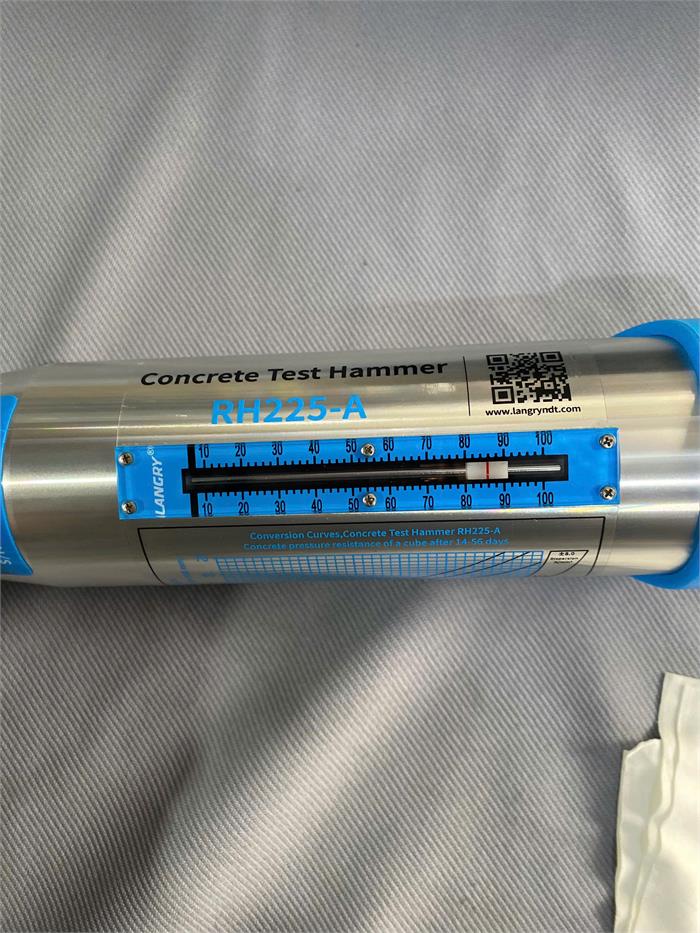 Concrete Test Hammer
RH225-A
www.langryndt.com
LANGRY®
10 20 30 40 50 60 70 80 90 100
10 20 30 40 50 60 70 80 90 100
Conversion Curves,Concrete Test Hammer RH225-A
Concrete pressure resistance of a cube after 14-56 days